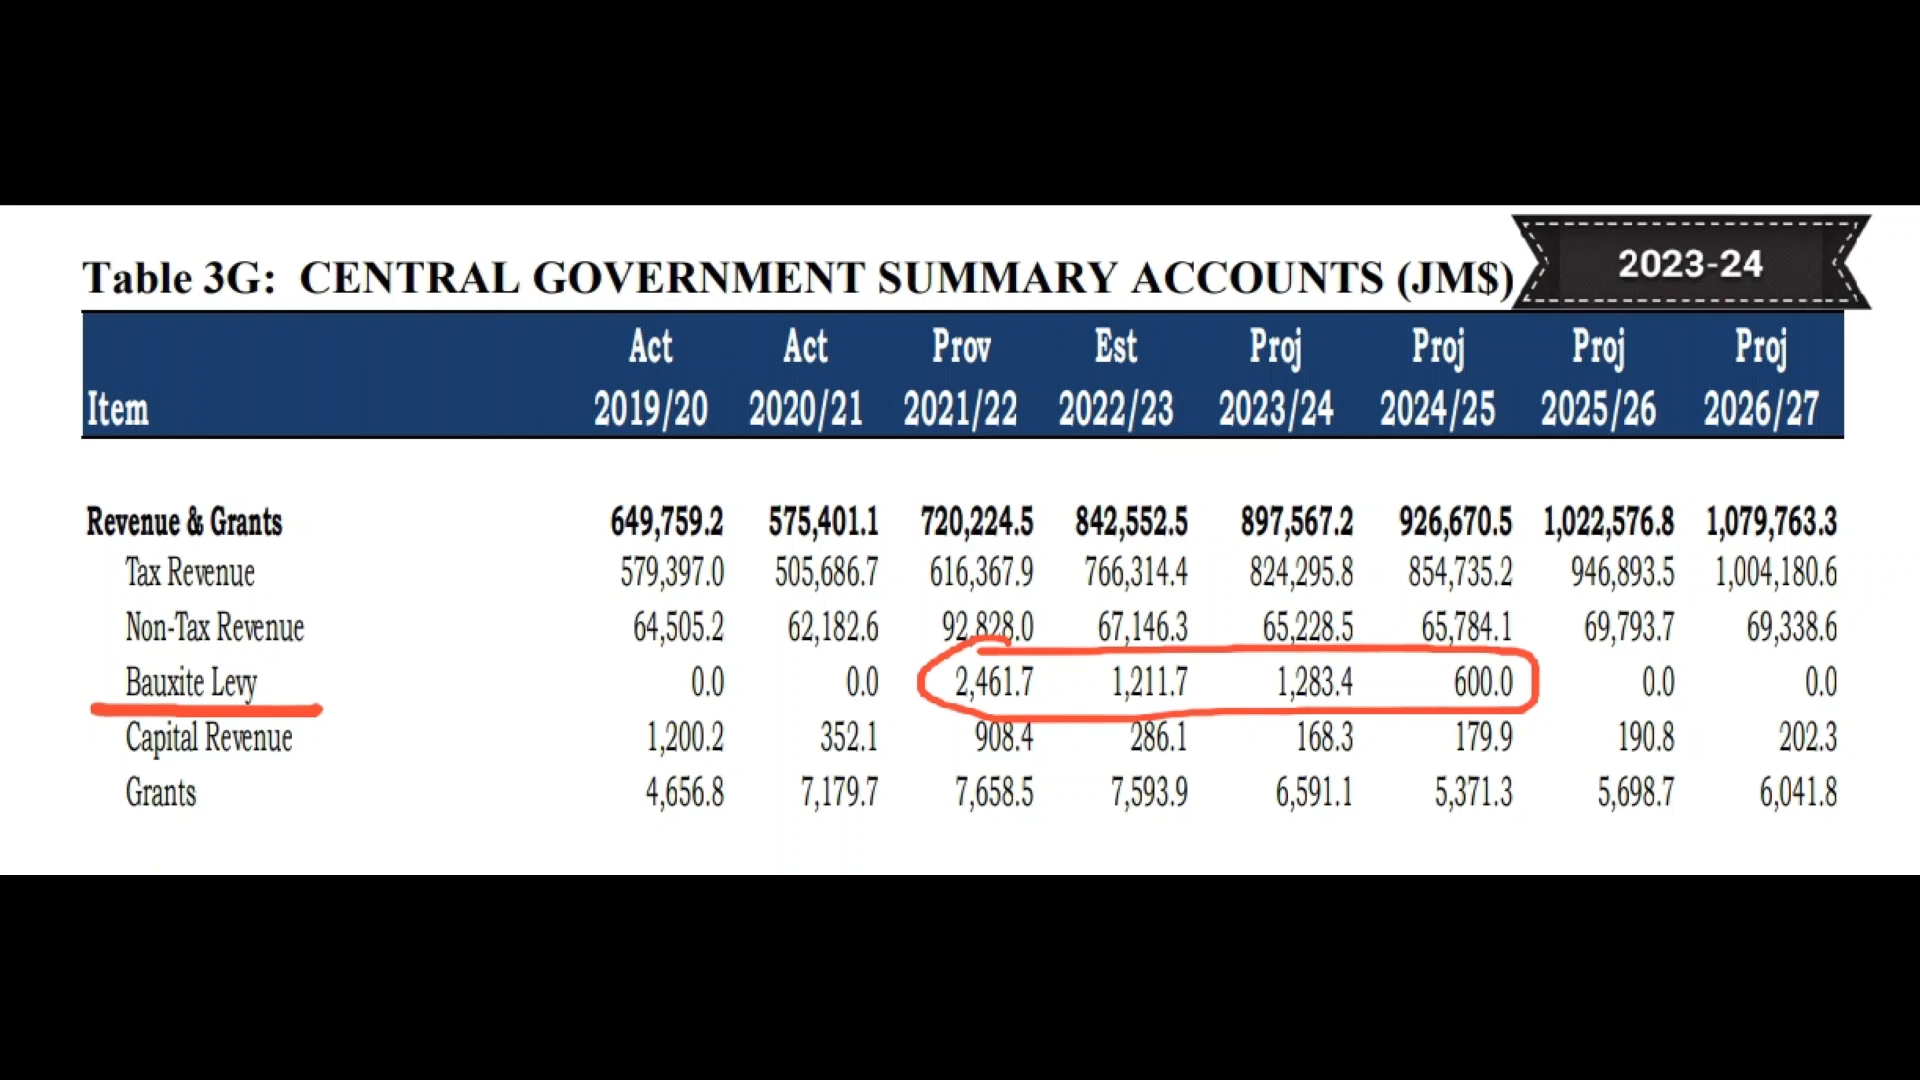 2023-24
Table 3G: CENTRAL GOVERNMENT SUMMARY ACCOUNTS (JM$)
Act Act Prov Est Proj Proj Proj Proj
Item 2019/20 2020/21 2021/22 2022/23 2023/24 2024/25 2025/26 2026/27
Revenue & Grants 649,759.2 575,401.1 720,224.5 842,552.5 897,567.2 926,670.5 1,022,576.8 1,079,763.3
Tax Revenue 579,397.0 505,686.7 616,367.9 766,314.4 824,295.8 854,735.2 946,893.5 1,004,180.6
Non-Tax Revenue 64,505.2 62,182.6 92,828.0 67,146.3 65,228.5 65,784.1 69,793.7 69,338.6
Bauxite Levy 0.0 0.0 2,461.7 1,211.7 1,283.4 600.0 0.0 0.0
Capital Revenue 1,200.2 352.1 908.4 286.1 168.3 179.9 190.8 202.3
Grants 4,656.8 7,179.7 7,658.5 7,593.9 6,591.1 5,371.3 5,698.7 6,041.8